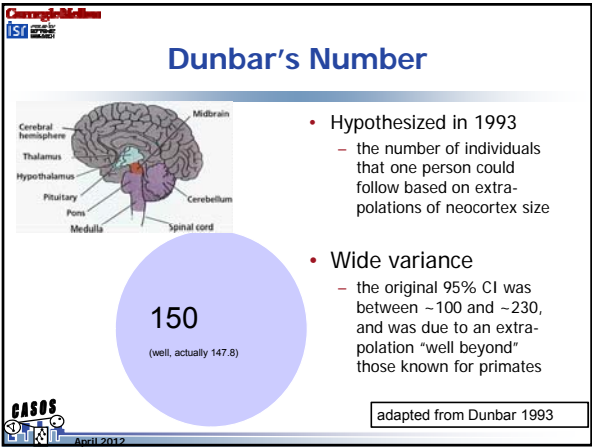 Carnegie Mellon
isr
Dunbar's Number
Cerebral
hemisphere
Midbrain
Thalamus
Hypothalamus
Pituitary
Pons
Medulla
Spinal cord
Cerebellum
• Hypothesized in 1993
– the number of individuals
that one person could
follow based on extra-
polations of neocortex size
• Wide variance
– the original 95% CI was
between ~100 and ~230,
and was due to an extra-
polation "well beyond"
those known for primates
150
(well, actually 147.8)
adapted from Dunbar 1993
CASOS
April 2012